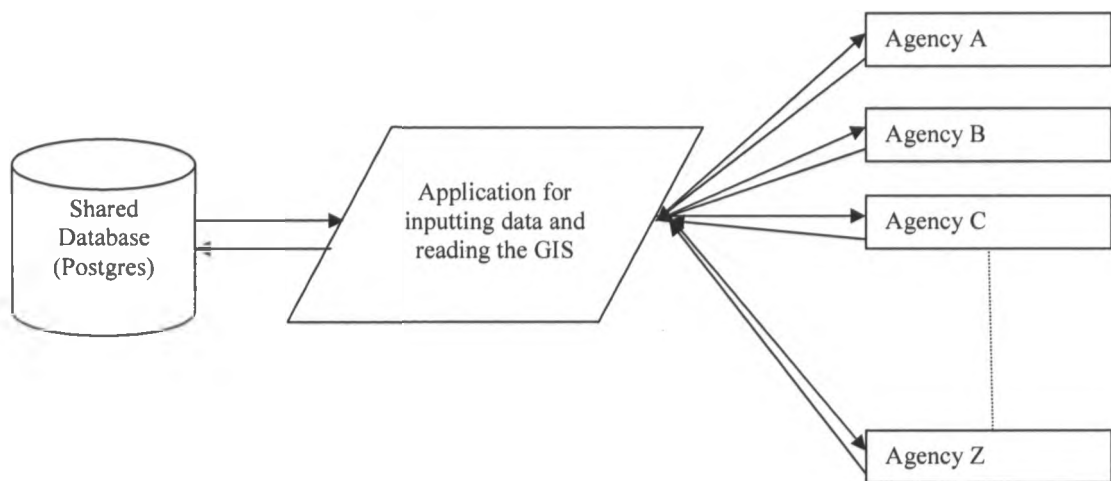 Shared
Database
(Postgres)
Application for
inputting data and
reading the GIS
Agency A
Agency B
Agency C
Agency Z